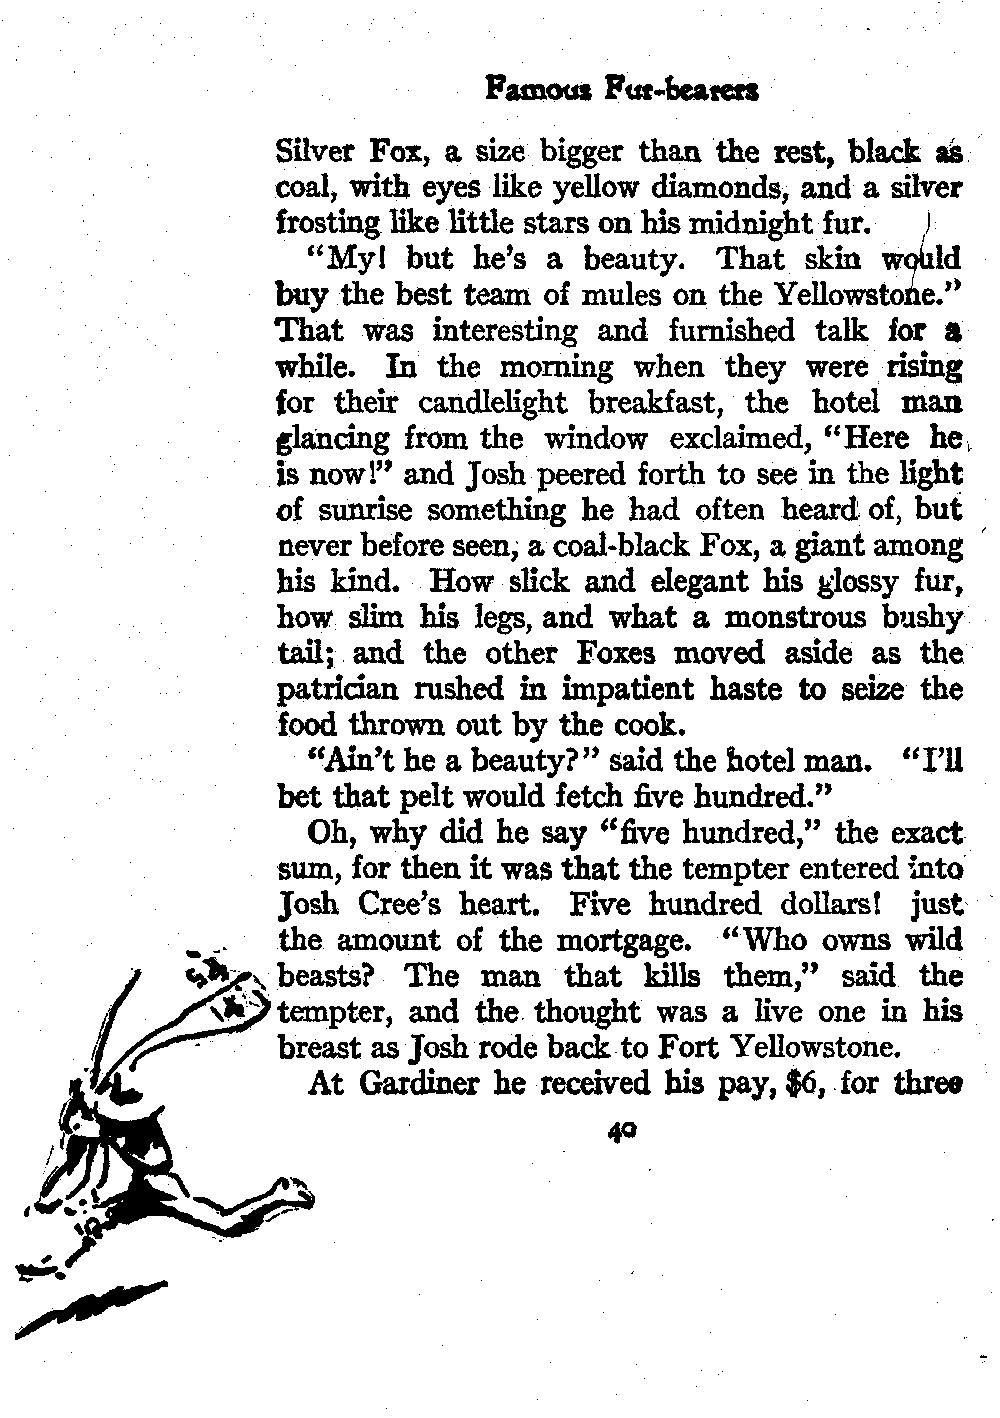 Famous Fur-bearers
Silver Fox, a size bigger than the rest, black as
coal, with eyes like yellow diamonds, and a silver
frosting like little stars on his midnight fur.
“My! but he’s a beauty. That skin would
buy the best team of mules on the Yellowstone.”
That was interesting and furnished talk for a
while. In the morning when they were rising
for their candlelight breakfast, the hotel man
glancing from the window exclaimed, “Here he
is now!” and Josh peered forth to see in the light
of sunrise something he had often heard of, but
never before seen, a coal-black Fox, a giant among
his kind. How slick and elegant his glossy fur,
how slim his legs, and what a monstrous bushy
tail; and the other Foxes moved aside as the
patrician rushed in impatient haste to seize the
food thrown out by the cook.
“Ain’t he a beauty?” said the hotel man. “I’ll
bet that pelt would fetch five hundred.”
Oh, why did he say “five hundred,” the exact
sum, for then it was that the tempter entered into
Josh Cree’s heart. Five hundred dollars! just
the amount of the mortgage. “Who owns wild
beasts? The man that kills them,” said the
tempter, and the thought was a live one in his
breast as Josh rode back to Fort Yellowstone.
At Gardiner he received his pay, $6, for three
40